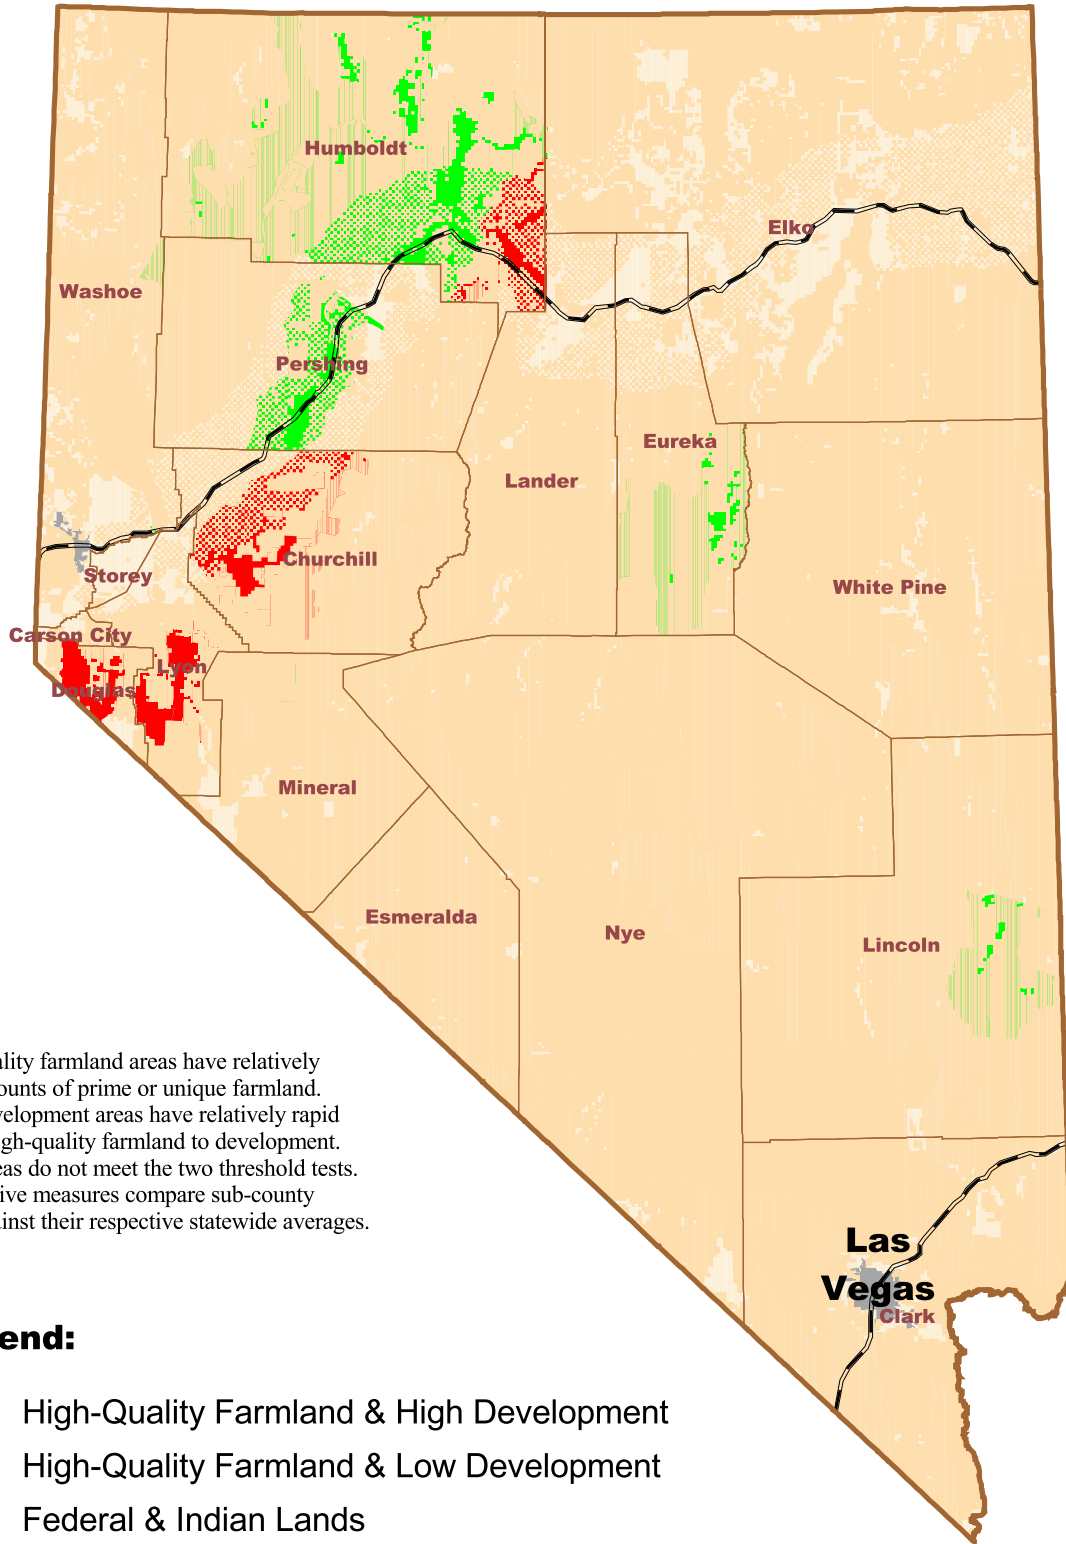 Humboldt
Elko
Washoe
Pershing
Eureka
Lander
Churchill
Storey
White Pine
Carson City
Lyon
Douglas
Mineral
Esmeralda
Nye
Lincoln
ality farmland areas have relatively
ounts of prime or unique farmland.
velopment areas have relatively rapid
igh-quality farmland to development.
eas do not meet the two threshold tests.
ive measures compare sub-county
inst their respective statewide averages.
Las
Vegas
Clark
end:
High-Quality Farmland & High Development
High-Quality Farmland & Low Development
Federal & Indian Lands